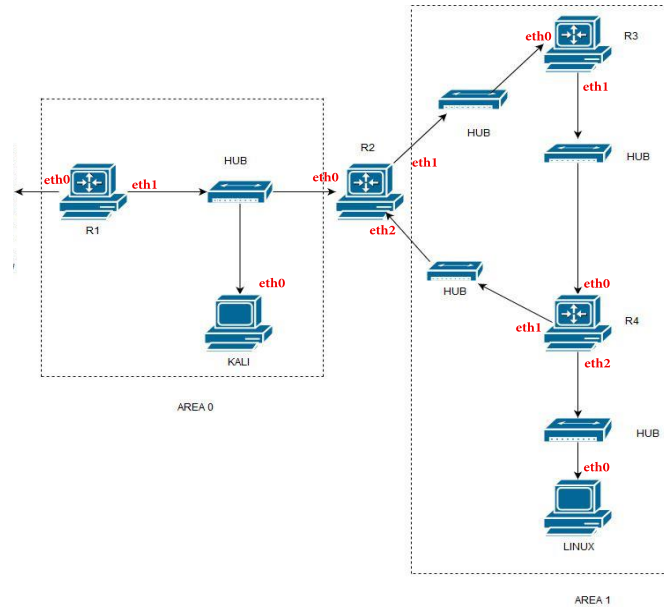 eth0
R3
eth1
HUB
R2
HUB
HUB
eth0
eth1
eth0
eth1
R1
eth2
HUB
eth0
eth0
R4
eth1
KALI
eth2
AREA 0
HUB
eth0
LINUX
AREA 1